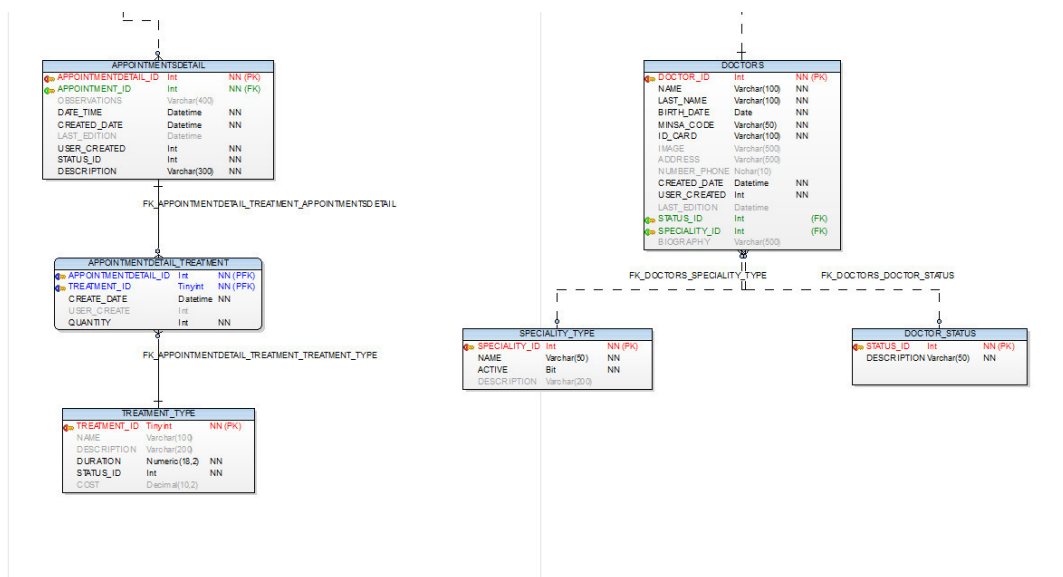 APPOINTMENTSDETAIL
APPOINTMENTDETAIL_ID Int NN (PK)
APPOINTMENT_ID Int NN (FK)
OBSERVATIONS Varchar(400)
DATE_TIME Datetime NN
CREATED_DATE Datetime NN
LAST_EDITION Datetime
USER_CREATED Int NN
STATUS_ID Int NN
DESCRIPTION Varchar(300) NN
FK_APPOINTMENTDETAIL_TREATMENT_APPOINTMENTSDETAIL
APPOINTMENTDETAIL_TREATMENT
APPOINTMENTDETAIL_ID Int NN (PFK)
TREATMENT_ID Tinyint NN (PFK)
CREATE_DATE Datetime NN
USER_CREATE Int
QUANTITY Int NN
FK_APPOINTMENTDETAIL_TREATMENT_TREATMENT_TYPE
TREATMENT_TYPE
TREATMENT_ID Tinyint NN (PK)
NAME Varchar(100)
DESCRIPTION Varchar(200)
DURATION Numeric(18,2) NN
STATUS_ID Int NN
COST Decimal(10,2)
DOCTORS
DOCTOR_ID Int NN (PK)
NAME Varchar(100) NN
LAST_NAME Varchar(100) NN
BIRTH_DATE Date NN
MINSA_CODE Varchar(50) NN
ID_CARD Varchar(100) NN
IMAGE Varchar(500)
ADDRESS Varchar(500)
NUMBER_PHONE Nchar(10)
CREATED_DATE Datetime NN
USER_CREATED Int NN
LAST_EDITION Datetime
STATUS_ID Int (FK)
SPECIALITY_ID Int (FK)
BIOGRAPHY Varchar(500)
FK_DOCTORS_SPECIALITY_TYPE
FK_DOCTORS_DOCTOR_STATUS
SPECIALITY_TYPE
SPECIALITY_ID Int NN (PK)
NAME Varchar(50) NN
ACTIVE Bit NN
DESCRIPTION Varchar(200)
DOCTOR_STATUS
STATUS_ID Int NN (PK)
DESCRIPTION Varchar(50) NN